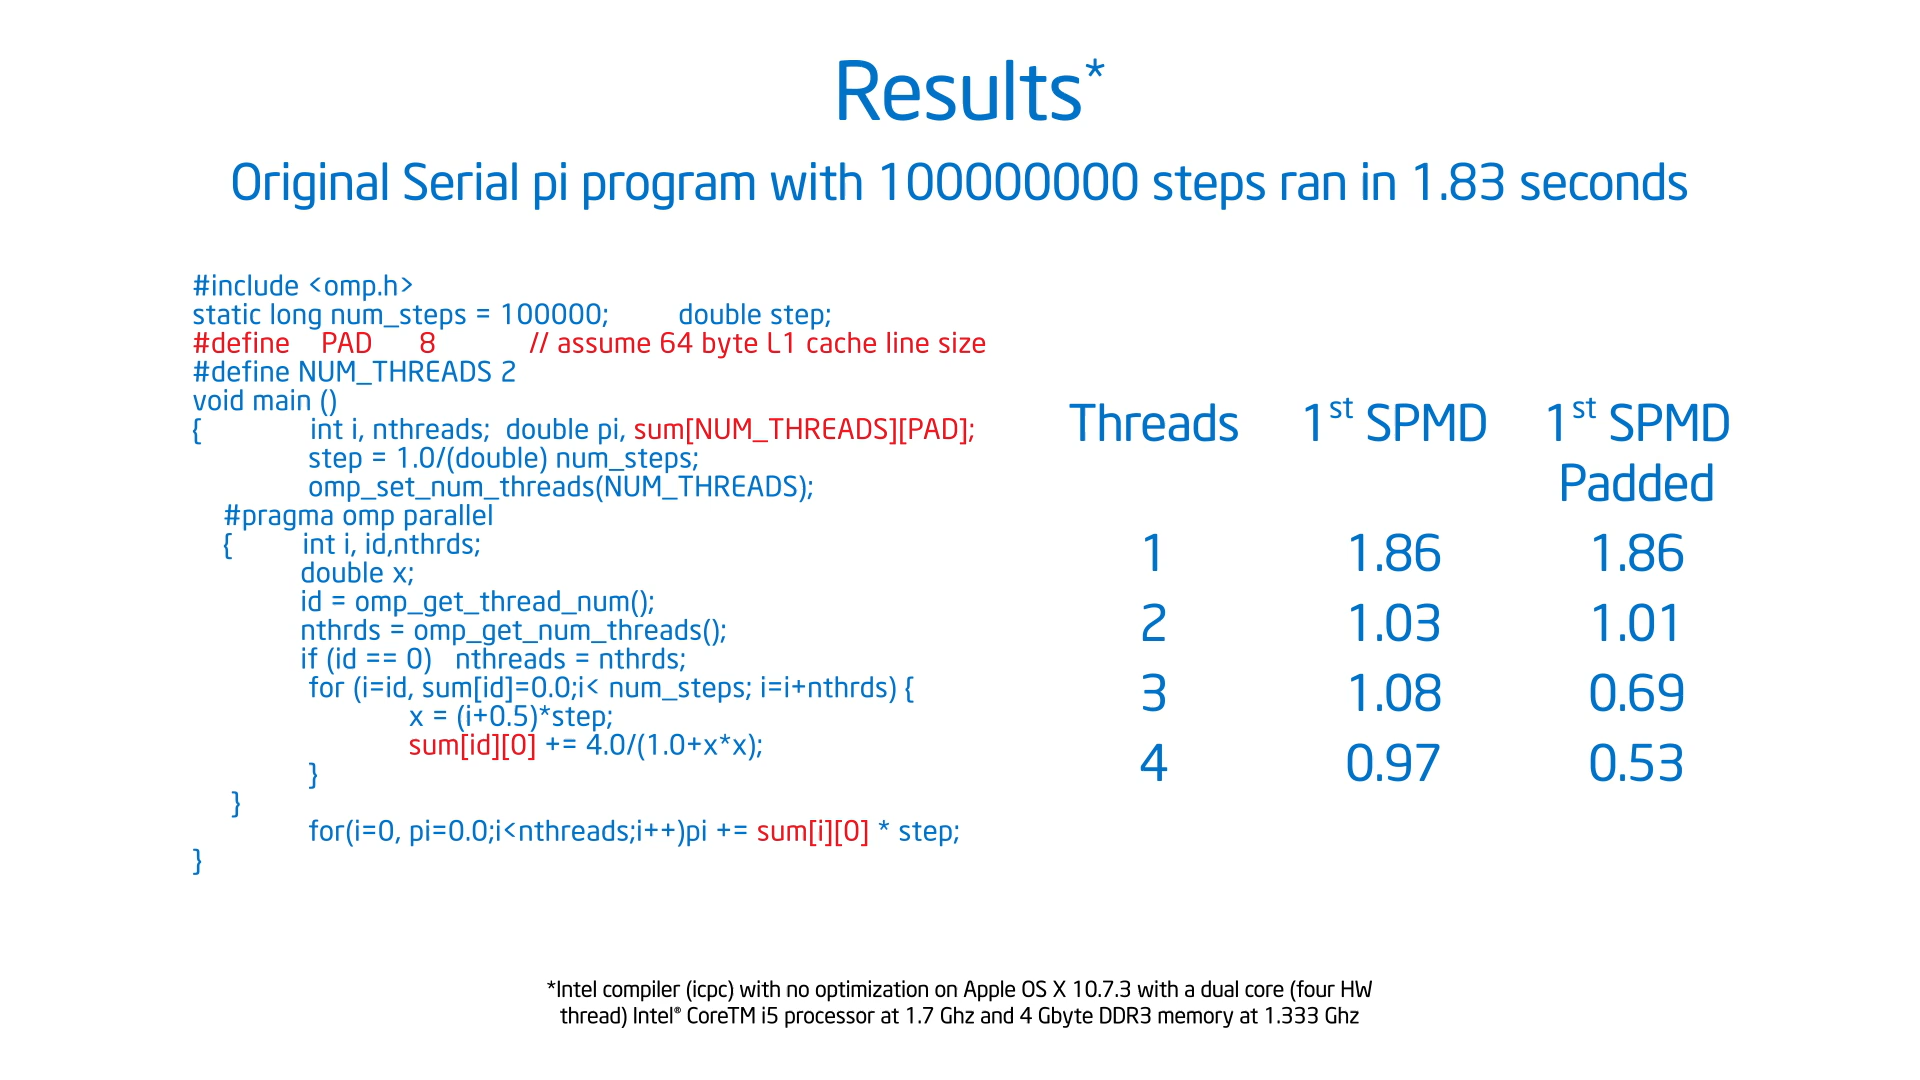 Results*
Original Serial pi program with 100000000 steps ran in 1.83 seconds
#include <omp.h>
static long num_steps = 100000; double step;
#define PAD 8 // assume 64 byte L1 cache line size
#define NUM_THREADS 2
void main ()
{ int i, nthreads; double pi, sum[NUM_THREADS][PAD];
step = 1.0/(double) num_steps;
omp_set_num_threads(NUM_THREADS);
#pragma omp parallel
{ int i, id,nthrds;
double x;
id = omp_get_thread_num();
nthrds = omp_get_num_threads();
if (id == 0) nthreads = nthrds;
for (i=id, sum[id]=0.0;i< num_steps; i=i+nthrds) {
x = (i+0.5)*step;
sum[id][0] += 4.0/(1.0+x*x);
}
}
for(i=0, pi=0.0;i<nthreads;i++)pi += sum[i][0] * step;
}
Threads 1st SPMD 1st SPMD
Padded
1 1.86 1.86
2 1.03 1.01
3 1.08 0.69
4 0.97 0.53
*Intel compiler (icpc) with no optimization on Apple OS X 10.7.3 with a dual core (four HW
thread) Intel® CoreTM i5 processor at 1.7 Ghz and 4 Gbyte DDR3 memory at 1.333 Ghz